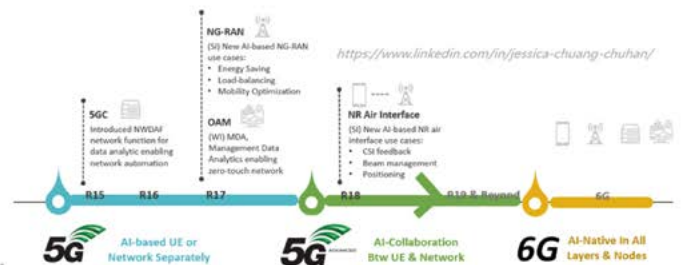 NG-RAN
(SI) New AI-based NG-RAN
use cases:
• Energy Saving
• Load-balancing
• Mobility Optimization
https://www.linkedin.com/in/jessica-chuang-chuhan/
5GC
Introduced NWDAF
network function for
data analytic enabling
network automation
OAM
(WI) MDA,
Management Data
Analytics enabling
zero-touch network
NR Air Interface
(SI) New AI-based NR air
interface use cases:
• CSI feedback
• Beam management
• Positioning
R15 R16 R17 R18 R19 & Beyond 6G
5G
AI-based UE or
Network Separately
5G ADVANCED
AI-Collaboration
Btw UE & Network
6G
AI-Native In All
Layers & Nodes